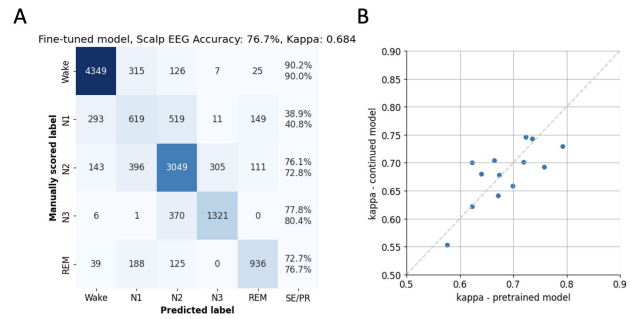 A
B
Fine-tuned model, Scalp EEG Accuracy: 76.7%, Kappa: 0.684
Manually scored label
Wake 4349 315 126 7 25 90.2%
90.0%
N1 293 619 519 11 149 38.9%
40.8%
N2 143 396 3049 305 111 76.1%
72.8%
N3 6 1 370 1321 0 77.8%
80.4%
REM 39 188 125 0 936 72.7%
76.7%
Wake N1 N2 N3 REM SE/PR
Predicted label
kappa - continued model
0.90
0.85
0.80
0.75
0.70
0.65
0.60
0.55
0.50
0.5 0.6 0.7 0.8 0.9
kappa - pretrained model